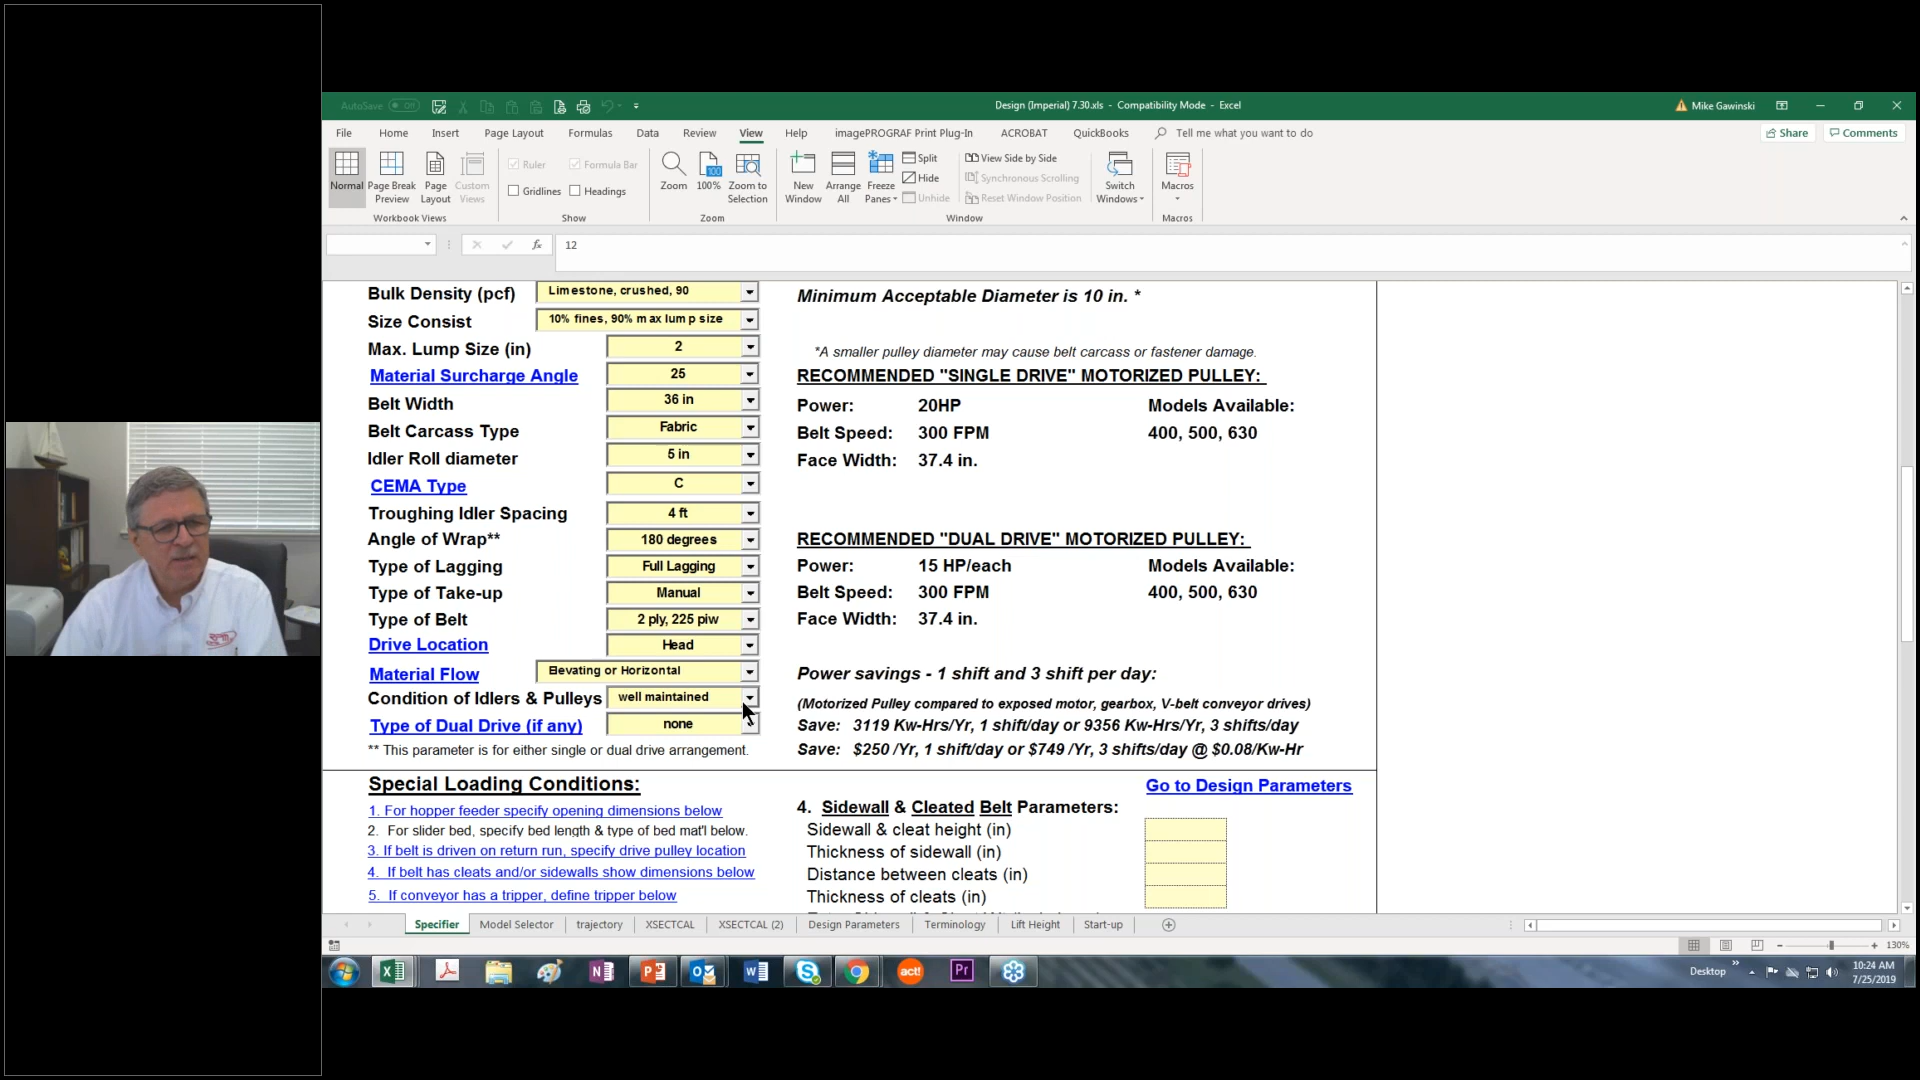 AutoSave Off
Design (Imperial) 7.30.xls - Compatibility Mode - Excel
Mike Gawinski
File Home Insert Page Layout Formulas Data Review View Help imagePROGRAF Print Plug-In ACROBAT QuickBooks Tell me what you want to do
Share Comments
Normal
Page Break Preview
Page Layout
Custom Views
Workbook Views
Ruler
Formula Bar
Gridlines
Headings
Show
Zoom
100%
Zoom to Selection
Zoom
New Window
Arrange All
Freeze Panes
Split
Hide
Unhide
View Side by Side
Synchronous Scrolling
Reset Window Position
Switch Windows
Window
Macros
Macros
fx
12
Bulk Density (pcf) Limestone, crushed, 90
Size Consist 10% fines, 90% max lump size
Max. Lump Size (in) 2
Material Surcharge Angle 25
Belt Width 36 in
Belt Carcass Type Fabric
Idler Roll diameter 5 in
CEMA Type C
Troughing Idler Spacing 4 ft
Angle of Wrap** 180 degrees
Type of Lagging Full Lagging
Type of Take-up Manual
Type of Belt 2 ply, 225 piw
Drive Location Head
Material Flow Elevating or Horizontal
Condition of Idlers & Pulleys well maintained
Type of Dual Drive (if any) none
** This parameter is for either single or dual drive arrangement.
Minimum Acceptable Diameter is 10 in. *
*A smaller pulley diameter may cause belt carcass or fastener damage.
RECOMMENDED "SINGLE DRIVE" MOTORIZED PULLEY:
Power: 20HP Models Available:
Belt Speed: 300 FPM 400, 500, 630
Face Width: 37.4 in.
RECOMMENDED "DUAL DRIVE" MOTORIZED PULLEY:
Power: 15 HP/each Models Available:
Belt Speed: 300 FPM 400, 500, 630
Face Width: 37.4 in.
Power savings - 1 shift and 3 shift per day:
(Motorized Pulley compared to exposed motor, gearbox, V-belt conveyor drives)
Save: 3119 Kw-Hrs/Yr, 1 shift/day or 9356 Kw-Hrs/Yr, 3 shifts/day
Save: $250 /Yr, 1 shift/day or $749 /Yr, 3 shifts/day @ $0.08/Kw-Hr
Special Loading Conditions:
1. For hopper feeder specify opening dimensions below
2. For slider bed, specify bed length & type of bed mat'l below.
3. If belt is driven on return run, specify drive pulley location
4. If belt has cleats and/or sidewalls show dimensions below
5. If conveyor has a tripper, define tripper below
Go to Design Parameters
4. Sidewall & Cleated Belt Parameters:
Sidewall & cleat height (in)
Thickness of sidewall (in)
Distance between cleats (in)
Thickness of cleats (in)
Specifier Model Selector trajectory XSECTCAL XSECTCAL (2) Design Parameters Terminology Lift Height Start-up
130%
act!
Pr
Desktop
10:24 AM
7/25/2019